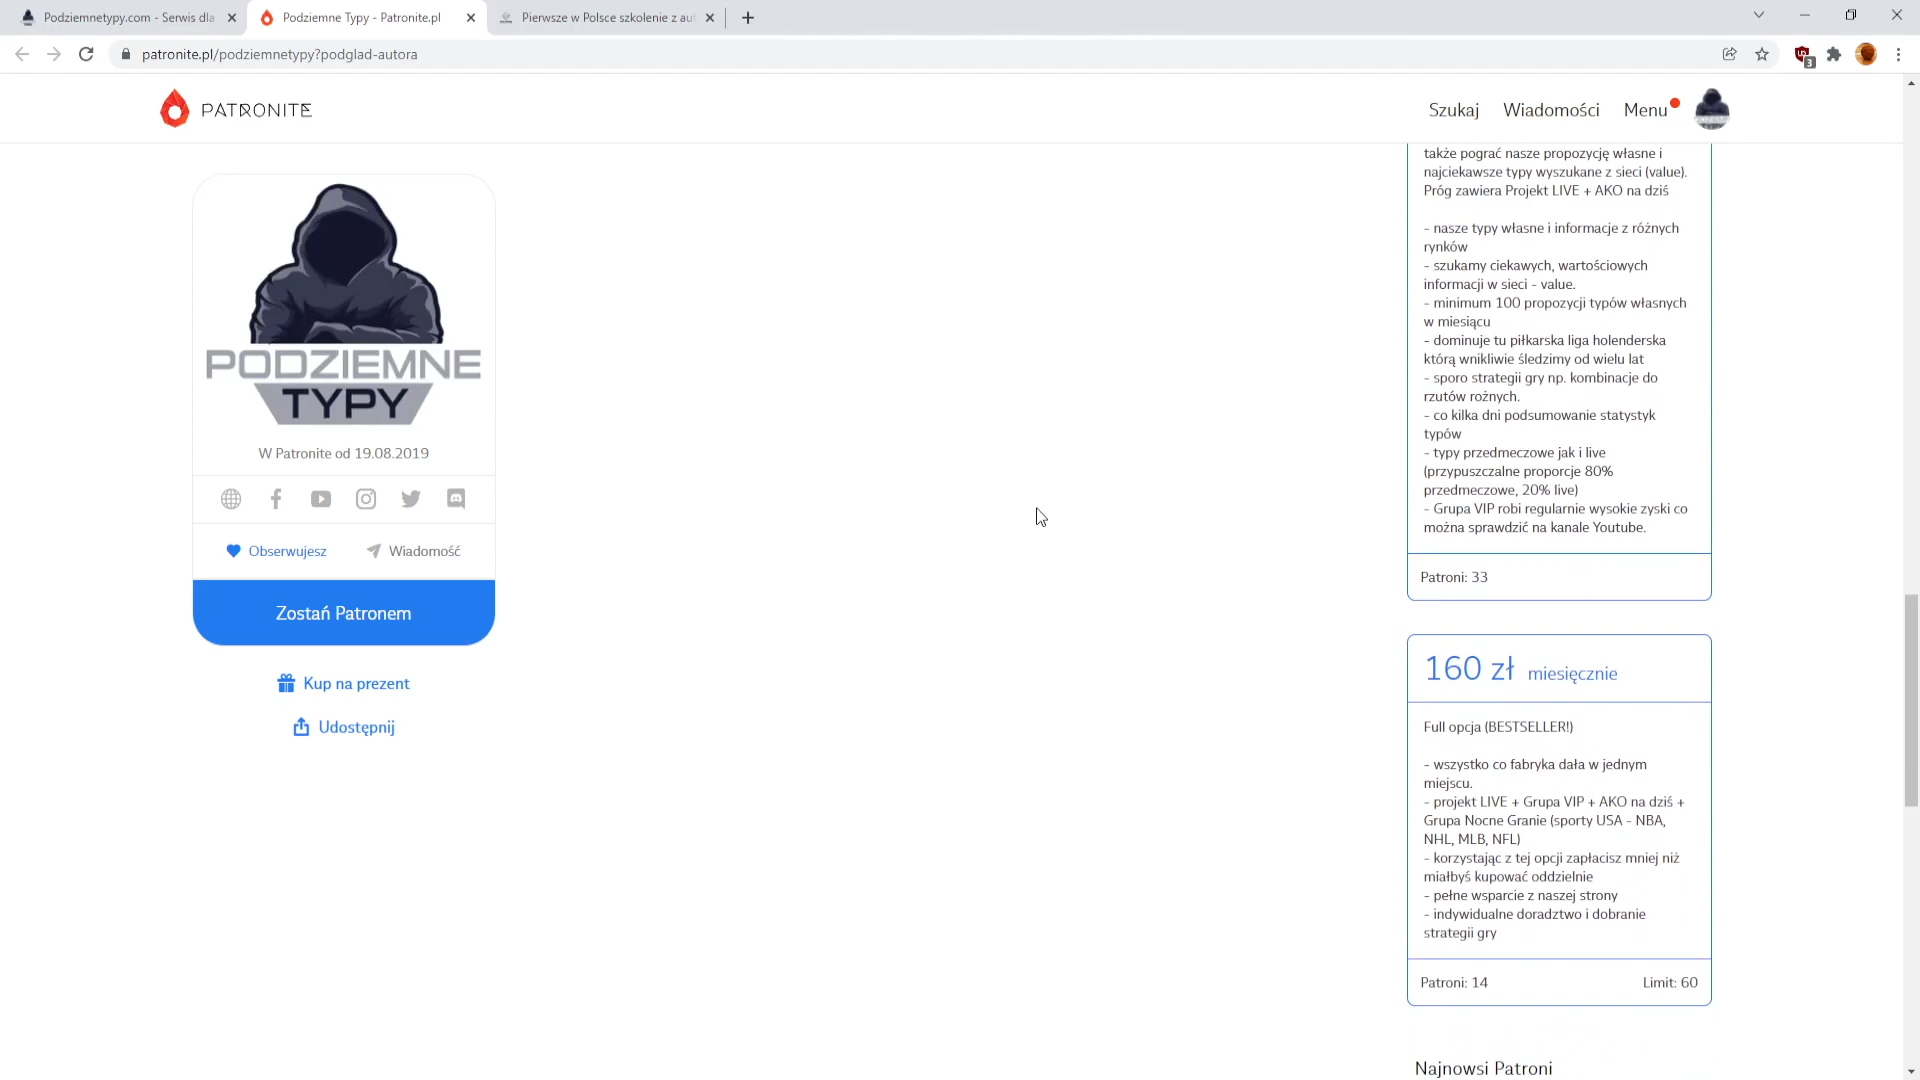 Podziemnetypy.com - Serwis dla
Podziemne Typy - Patronite.pl
Pierwsze w Polsce szkolenie z aut
patronite.pl/podziemnetypy?podglad-autora
3
PATRONITE
Szukaj
Wiadomości
Menu
PODZIEMNE
TYPY
W Patronite od 19.08.2019
Obserwujesz
Wiadomość
Zostań Patronem
Kup na prezent
Udostępnij
także pograć nasze propozycję własne i
najciekawsze typy wyszukane z sieci (value).
Próg zawiera Projekt LIVE + AKO na dziś
- nasze typy własne i informacje z różnych
rynków
- szukamy ciekawych, wartościowych
informacji w sieci - value.
- minimum 100 propozycji typów własnych
w miesiącu
- dominuje tu piłkarska liga holenderska
którą wnikliwie śledzimy od wielu lat
- sporo strategii gry np. kombinacje do
rzutów rożnych.
- co kilka dni podsumowanie statystyk
typów
- typy przedmeczowe jak i live
(przypuszczalne proporcje 80%
przedmeczowe, 20% live)
- Grupa VIP robi regularnie wysokie zyski co
można sprawdzić na kanale Youtube.
Patroni: 33
160 zł miesięcznie
Full opcja (BESTSELLER!)
- wszystko co fabryka dała w jednym
miejscu.
- projekt LIVE + Grupa VIP + AKO na dziś +
Grupa Nocne Granie (sporty USA - NBA,
NHL, MLB, NFL)
- korzystając z tej opcji zapłacisz mniej niż
miałbyś kupować oddzielnie
- pełne wsparcie z naszej strony
- indywidualne doradztwo i dobranie
strategii gry
Patroni: 14
Limit: 60
Najnowsi Patroni